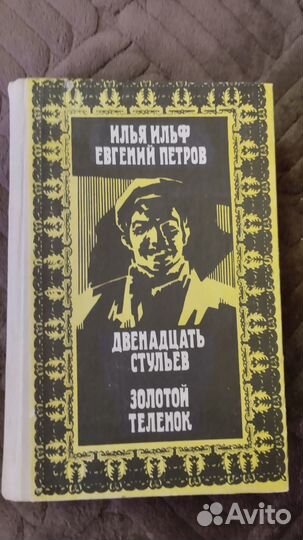 ИЛЬЯ ИЛЬФ
ЕВГЕНИЙ ПЕТРОВ
ДВЕНАДЦАТЬ
СТУЛЬЕВ
ЗОЛОТОЙ
ТЕЛЕНОК
Avito